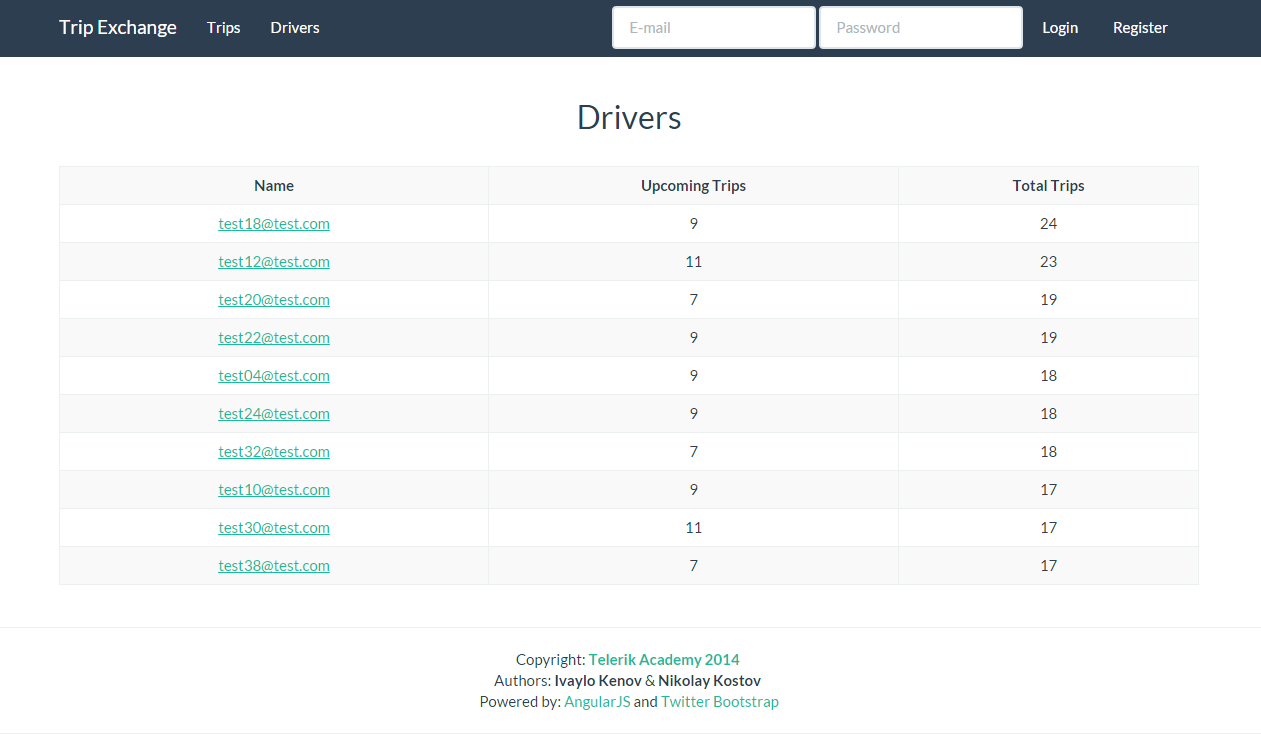 Trip Exchange Trips Drivers E-mail Password Login Register
Drivers
Name Upcoming Trips Total Trips
test18@test.com 9 24
test12@test.com 11 23
test20@test.com 7 19
test22@test.com 9 19
test04@test.com 9 18
test24@test.com 9 18
test32@test.com 7 18
test10@test.com 9 17
test30@test.com 11 17
test38@test.com 7 17
Copyright: Telerik Academy 2014
Authors: Ivaylo Kenov & Nikolay Kostov
Powered by: AngularJS and Twitter Bootstrap